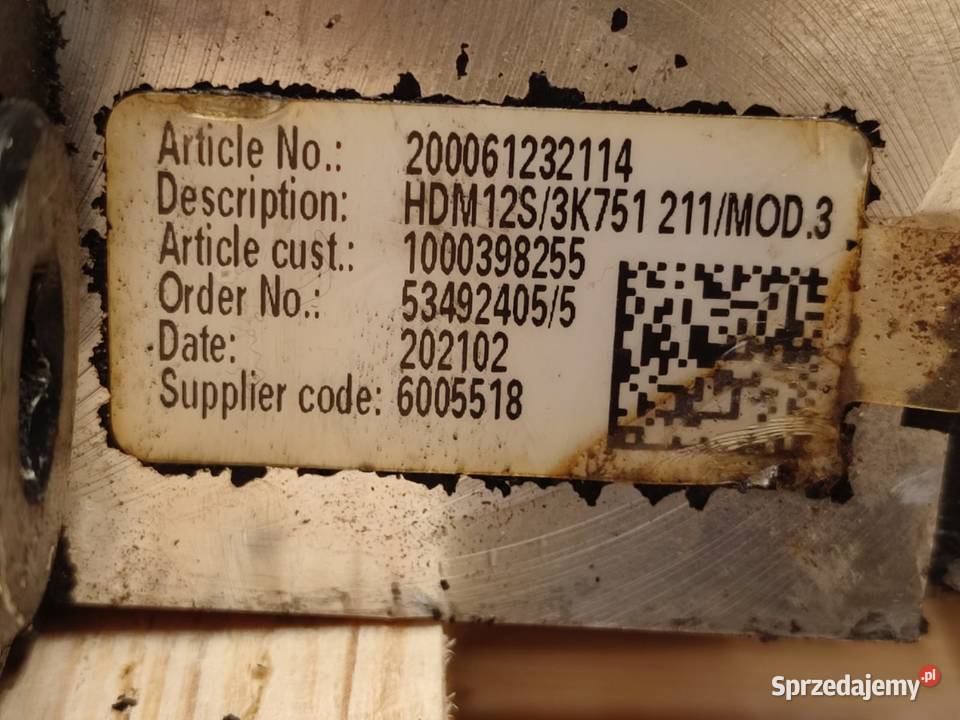 Article No.: 200061232114
Description: HDM12S/3K751 211/MOD.3
Article cust.: 1000398255
Order No.: 53492405/5
Date: 202102
Supplier code: 6005518
Sprzedajemy.pl